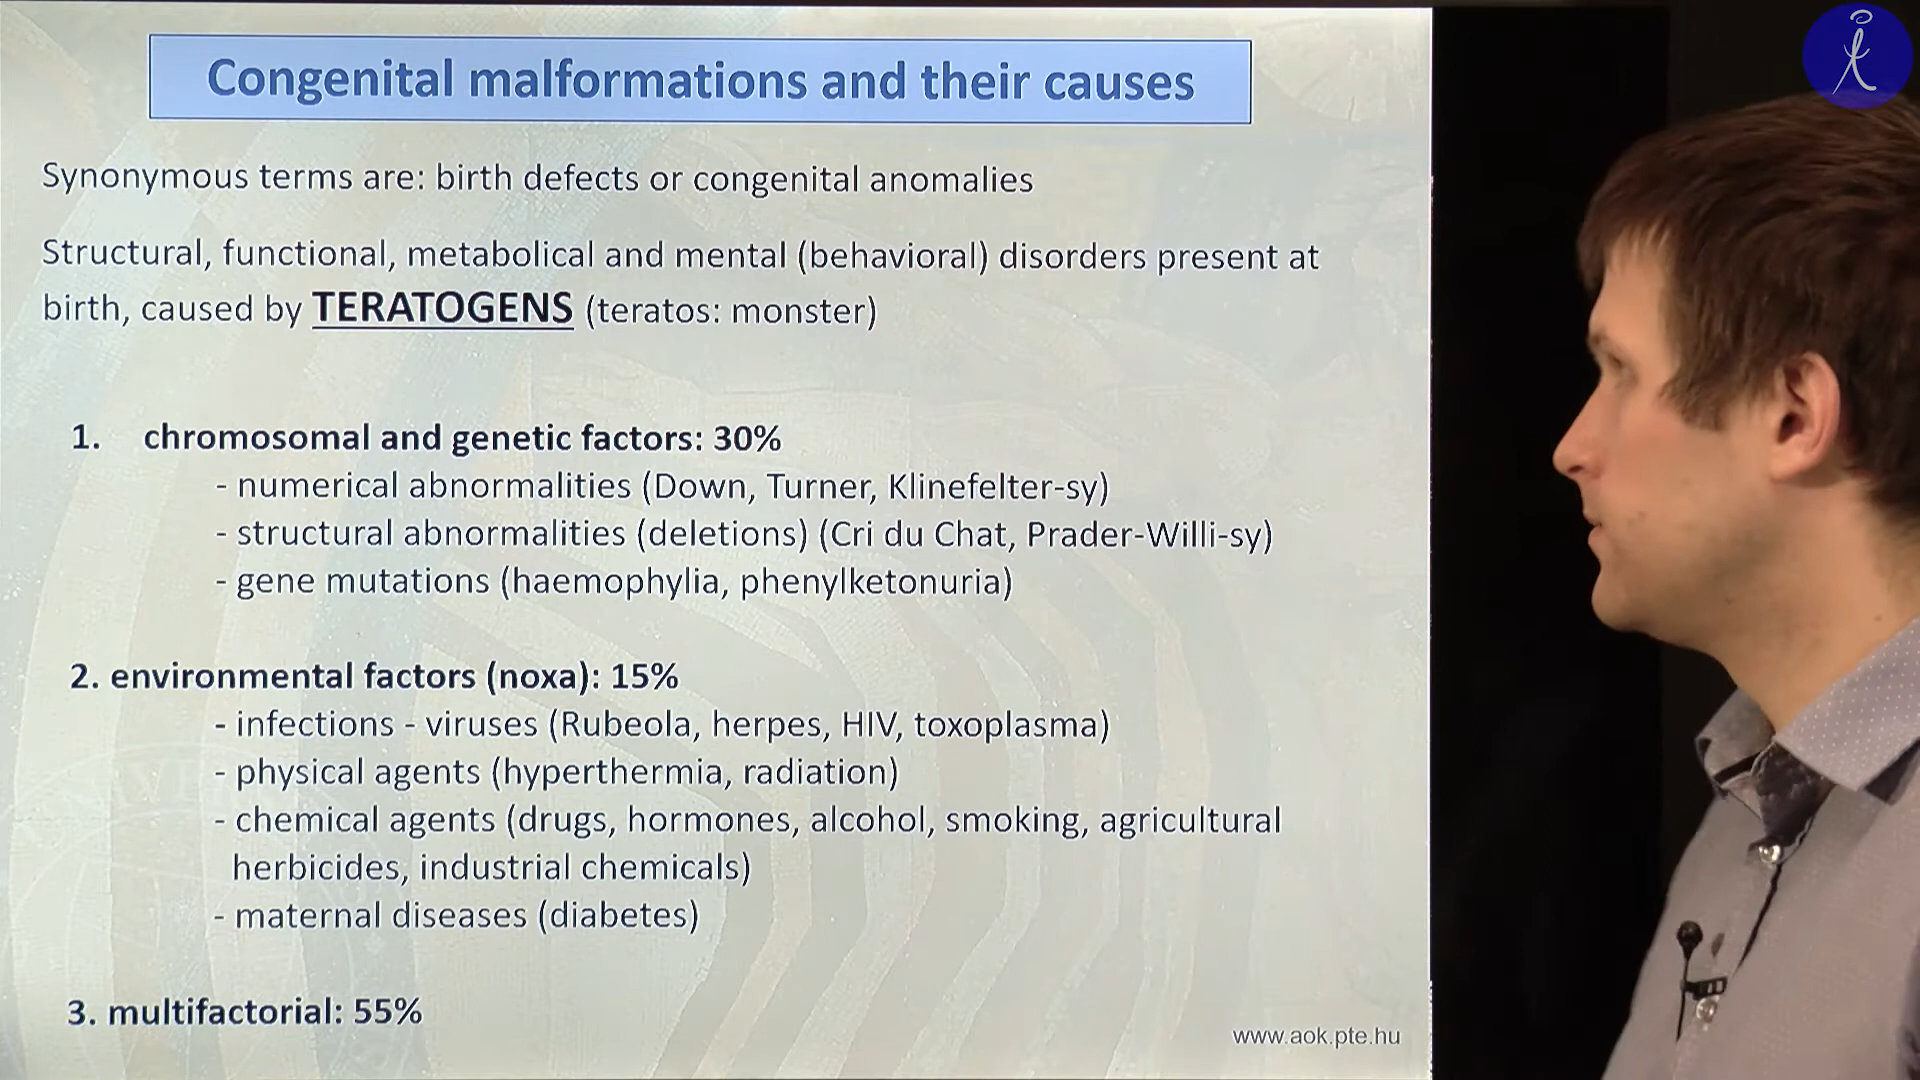 Congenital malformations and their causes
Synonymous terms are: birth defects or congenital anomalies
Structural, functional, metabolical and mental (behavioral) disorders present at
birth, caused by TERATOGENS (teratos: monster)
1. chromosomal and genetic factors: 30%
- numerical abnormalities (Down, Turner, Klinefelter-sy)
- structural abnormalities (deletions) (Cri du Chat, Prader-Willi-sy)
- gene mutations (haemophylia, phenylketonuria)
2. environmental factors (noxa): 15%
- infections - viruses (Rubeola, herpes, HIV, toxoplasma)
- physical agents (hyperthermia, radiation)
- chemical agents (drugs, hormones, alcohol, smoking, agricultural
herbicides, industrial chemicals)
- maternal diseases (diabetes)
3. multifactorial: 55%
www.aok.pte.hu